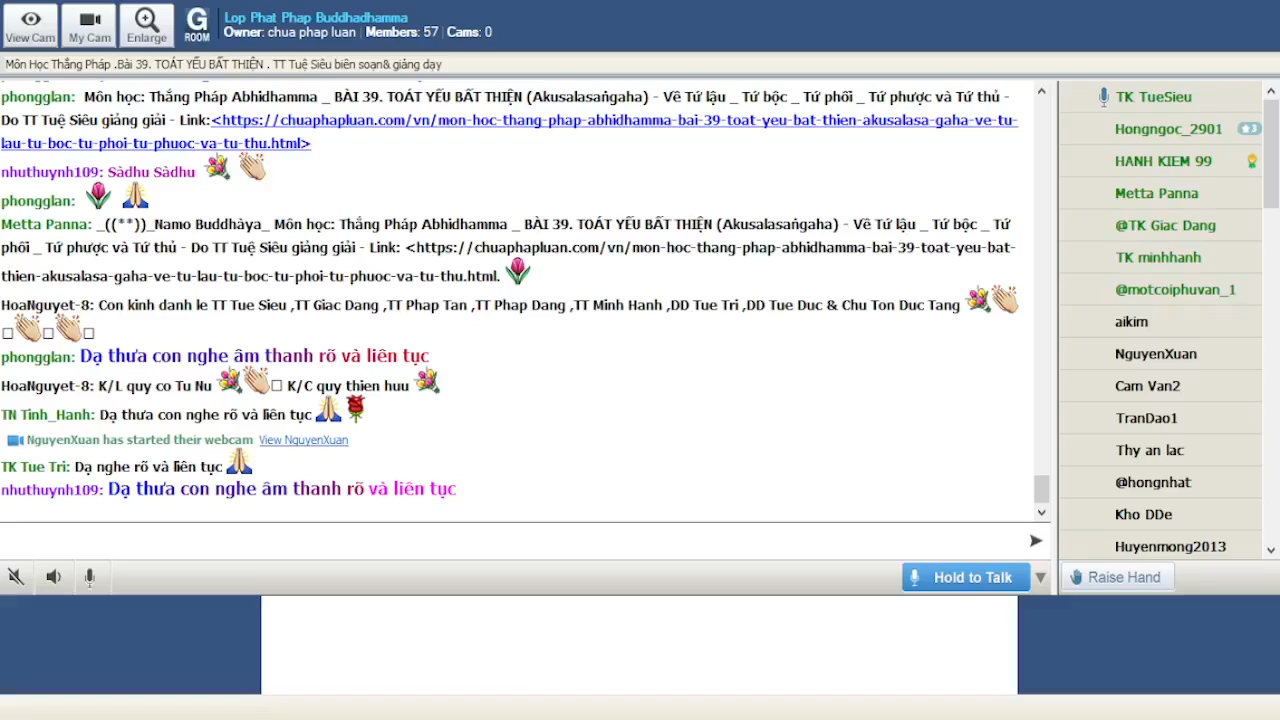 View Cam
My Cam
Enlarge
G
ROOM
Lop Phat Phap Buddhadhamma
Owner: chua phap luan | Members: 57 | Cams: 0
Môn Học Thắng Pháp .Bài 39. TOÁT YẾU BẤT THIỆN . TT Tuệ Siêu biên soạn& giảng dạy
phongglan: Môn học: Thắng Pháp Abhidhamma _ BÀI 39. TOÁT YẾU BẤT THIỆN (Akusalasaṅgaha) - Về Tứ lậu _ Tứ bộc _ Tứ phối _ Tứ phược và Tứ thủ -
Do TT Tuệ Siêu giảng giải - Link:<https://chuaphapluan.com/vn/mon-hoc-thang-phap-abhidhamma-bai-39-toat-yeu-bat-thien-akusalasa-gaha-ve-tu-
lau-tu-boc-tu-phoi-tu-phuoc-va-tu-thu.html>
nhuthuynh109: Sàdhu Sàdhu
phongglan:
Metta Panna: _((**))_Namo Buddhàya_ Môn học: Thắng Pháp Abhidhamma _ BÀI 39. TOÁT YẾU BẤT THIỆN (Akusalasaṅgaha) - Về Tứ lậu _ Tứ bộc _ Tứ
phối _ Tứ phược và Tứ thủ - Do TT Tuệ Siêu giảng giải - Link: <https://chuaphapluan.com/vn/mon-hoc-thang-phap-abhidhamma-bai-39-toat-yeu-bat-
thien-akusalasa-gaha-ve-tu-lau-tu-boc-tu-phoi-tu-phuoc-va-tu-thu.html.
HoaNguyet-8: Con kinh danh le TT Tue Sieu ,TT Giac Dang ,TT Phap Tan ,TT Phap Dang ,TT Minh Hanh ,DD Tue Tri ,DD Tue Duc & Chu Ton Duc Tang
phongglan: Dạ thưa con nghe âm thanh rõ và liên tục
HoaNguyet-8: K/L quy co Tu Nu K/C quy thien huu
TN Tinh_Hanh: Dạ thưa con nghe rõ và liên tục
NguyenXuan has started their webcam View NguyenXuan
TK Tue Tri: Dạ nghe rõ và liên tục
nhuthuynh109: Dạ thưa con nghe âm thanh rõ và liên tục
Hold to Talk
TK TueSieu
Hongngoc_2901
3
HANH KIEM 99
Metta Panna
@TK Giac Dang
TK minhhanh
@motcoiphuvan_1
aikim
NguyenXuan
Cam Van2
TranDao1
Thy an lac
@hongnhat
Kho DDe
Huyenmong2013
Raise Hand